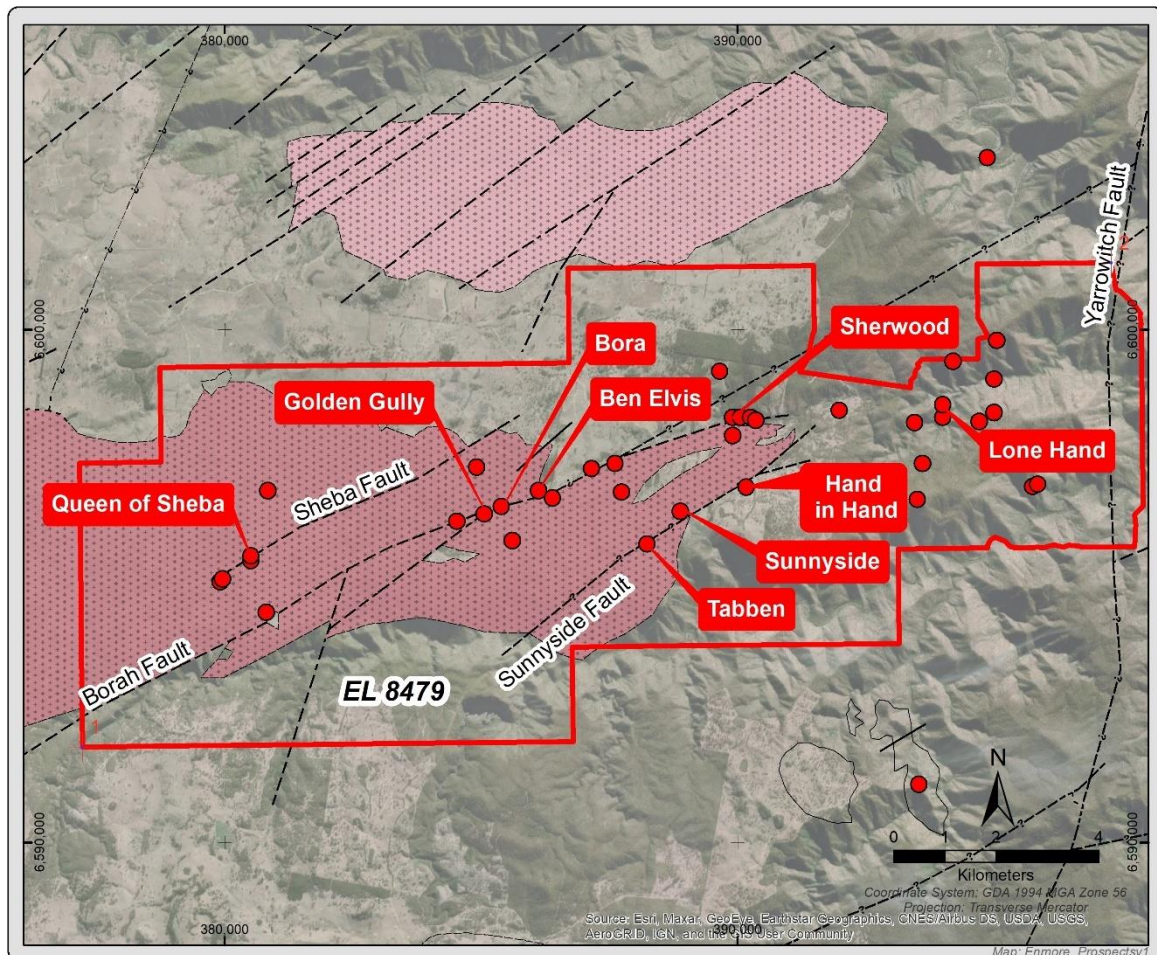 380,000
390,000
Yarrowitch Fault
2
6,600,000
6,600,000
Sherwood
Bora
Ben Elvis
Golden Gully
Lone Hand
Sheba Fault
Queen of Sheba
Hand
in Hand
Sunnyside
Tabben
Sunnyside Fault
Borah Fault
EL 8479
1
N
6,590,000
6,590,000
0 1 2 4
Kilometers
Coordinate System: GDA 1994 MGA Zone 56
Projection: Transverse Mercator
Source: Esri, Maxar, GeoEye, Earthstar Geographics, CNES/Airbus DS, USDA, USGS,
AeroGRID, IGN, and the GIS User Community
380,000
390,000
Map: Enmore_Prospectsv1